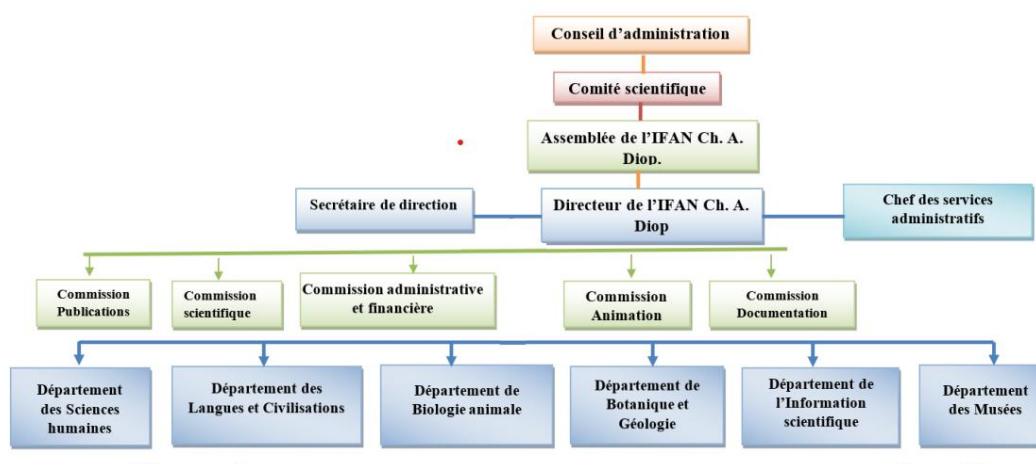 Conseil d'administration
Comité scientifique
Assemblée de l'IFAN Ch. A.
Diop.
Secrétaire de direction
Directeur de l'IFAN Ch. A.
Diop
Chef des services
administratifs
Commission
Publications
Commission
scientifique
Commission administrative
et financière
Commission
Animation
Commission
Documentation
Département
des Sciences
humaines
Département des
Langues et Civilisations
Département de
Biologie animale
Département de
Botanique et
Géologie
Département de
l'Information
scientifique
Département
des Musées